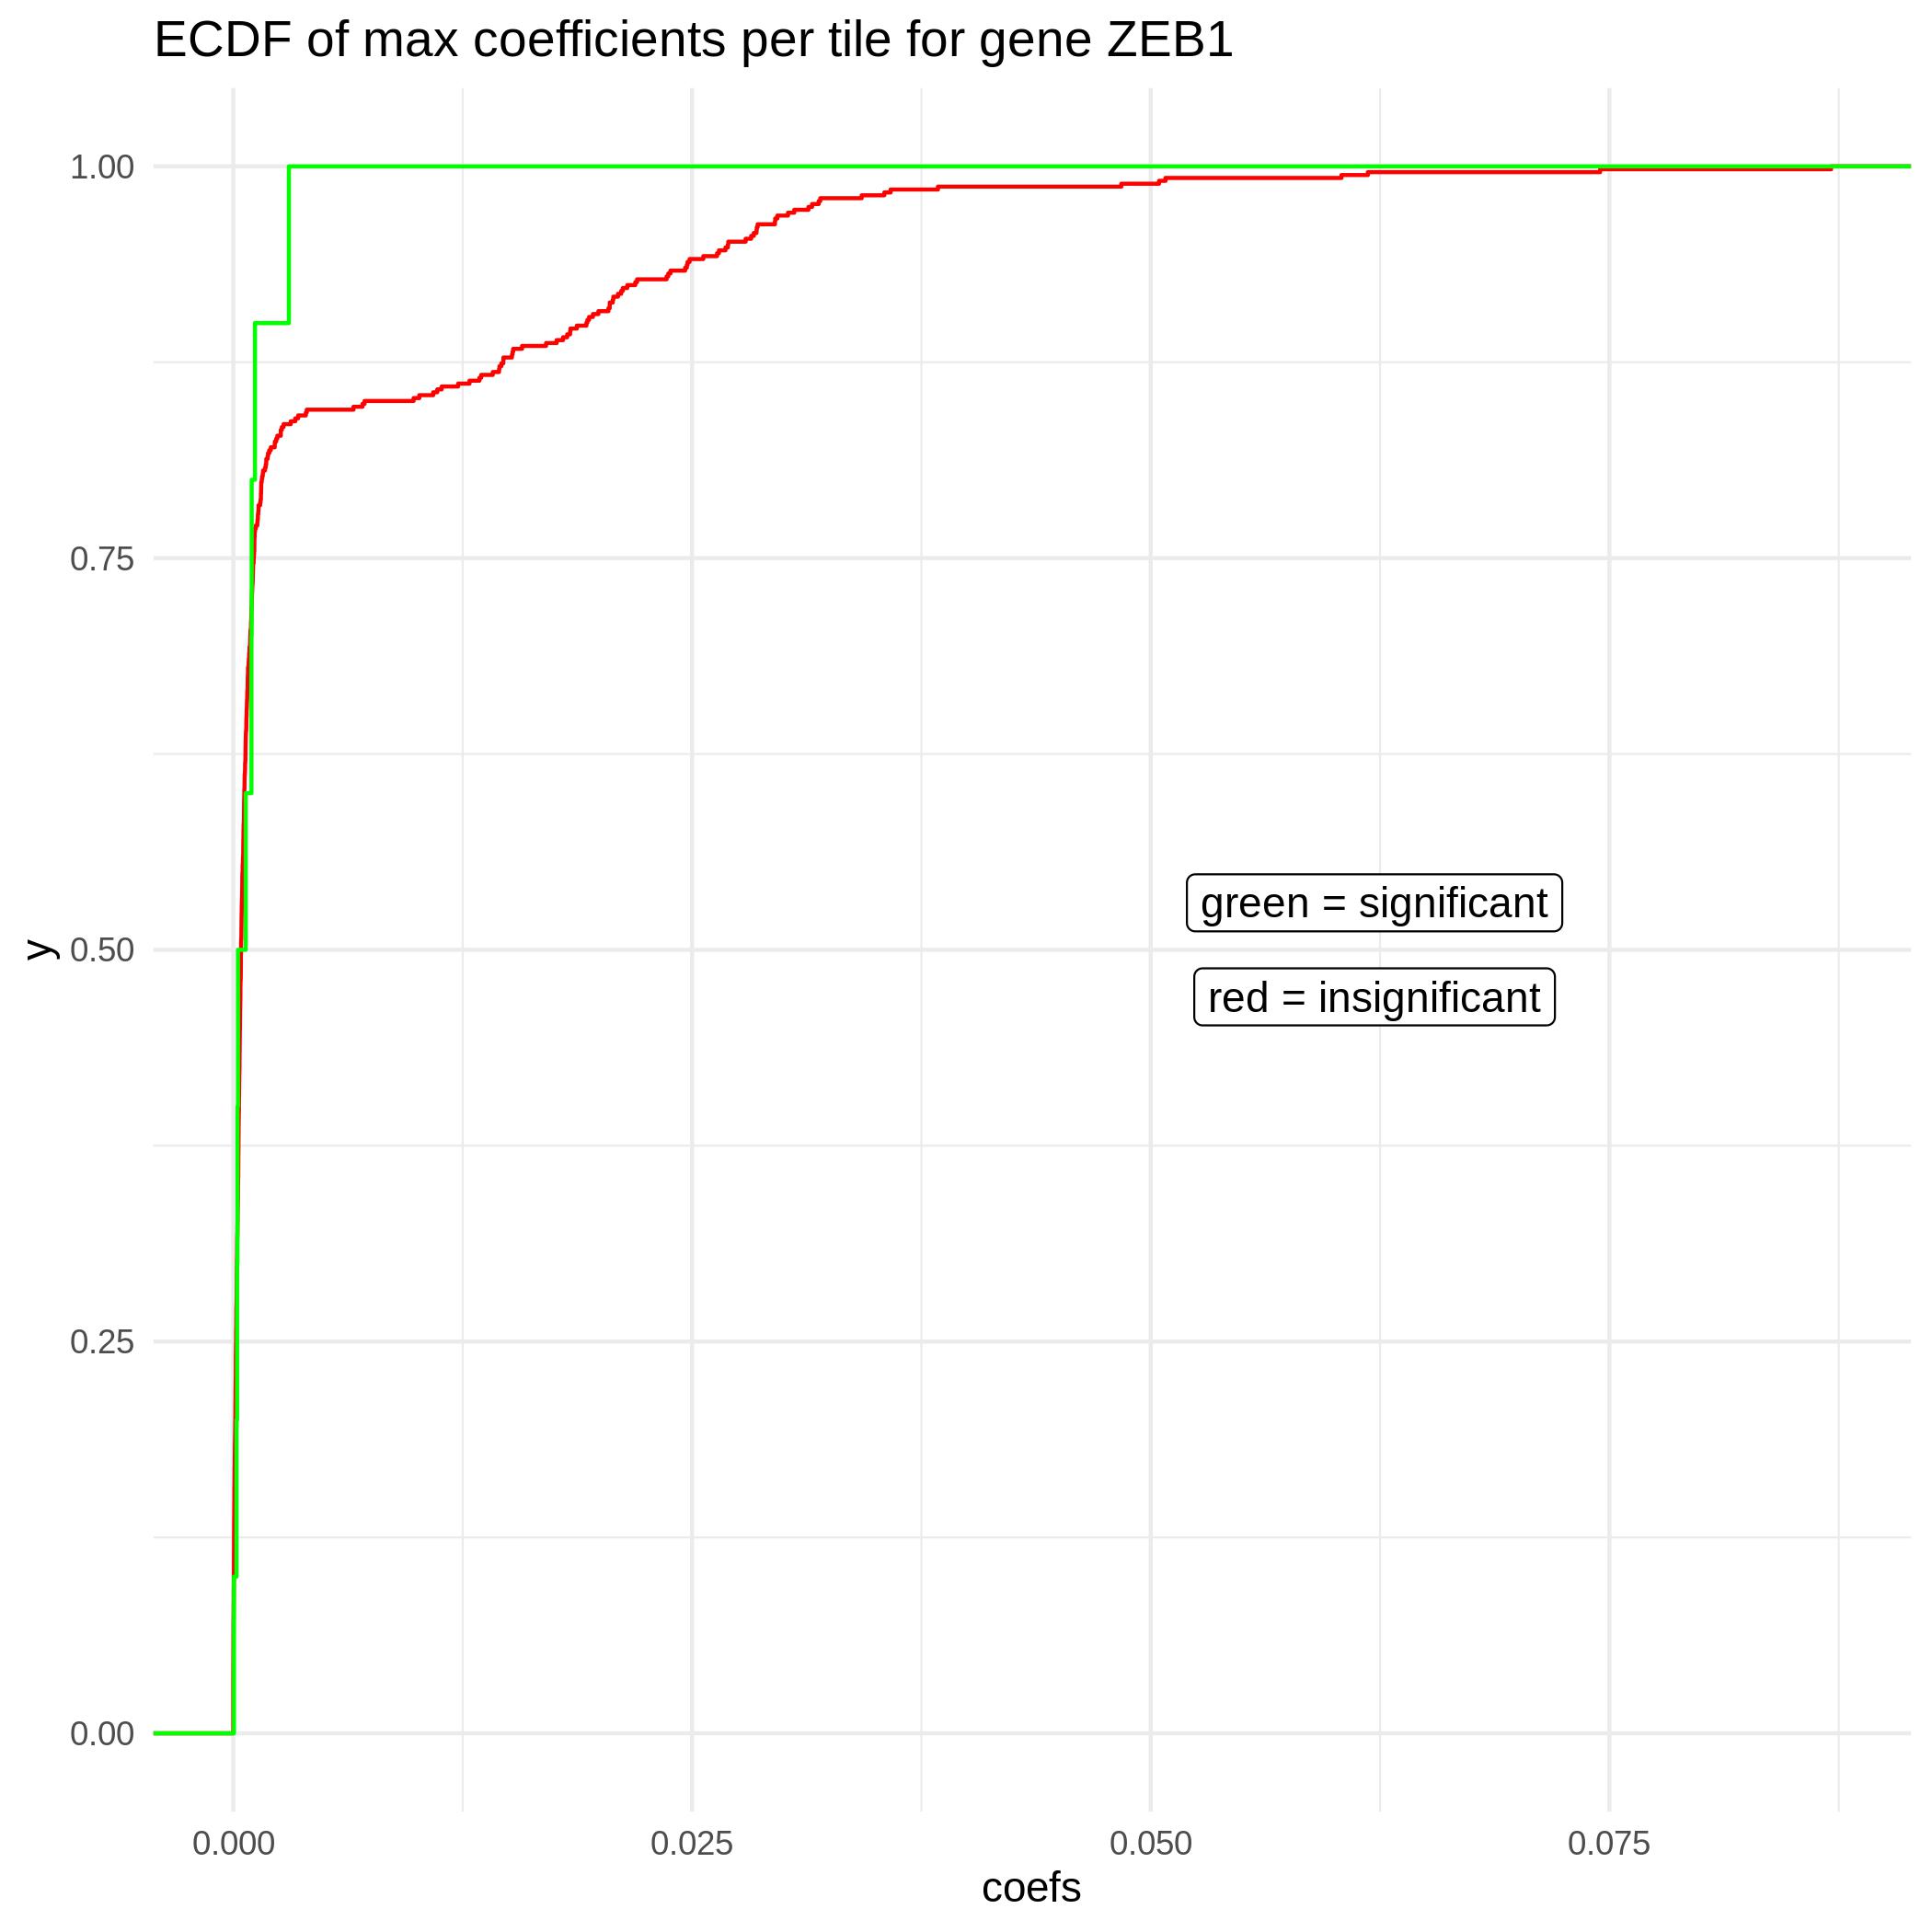 ECDF of max coefficients per tile for gene ZEB1
1.00
0.75
0.50
0.25
0.00
y
green = significant
red = insignificant
0.000 0.025 0.050 0.075
coefs